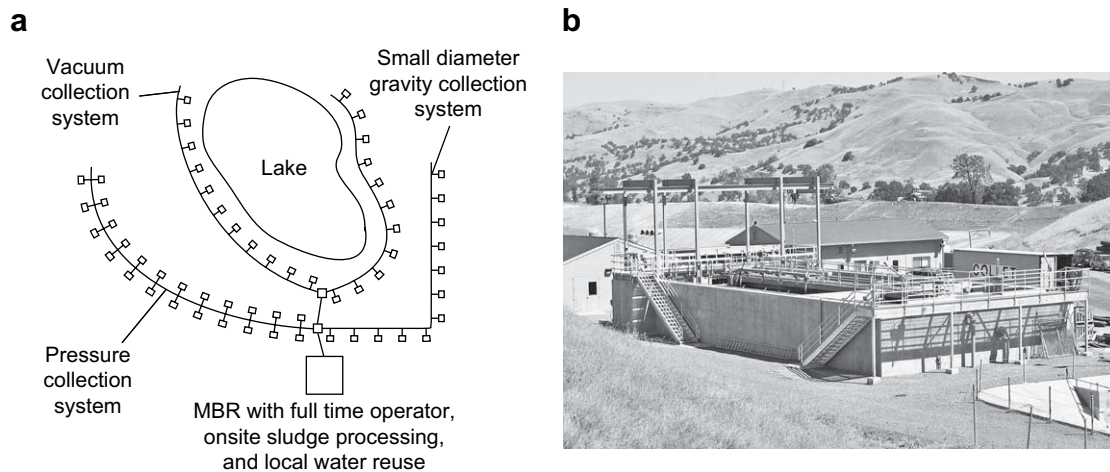 a
b
Vacuum
collection
system
Small diameter
gravity collection
system
Lake
Pressure
collection
system
MBR with full time operator,
onsite sludge processing,
and local water reuse